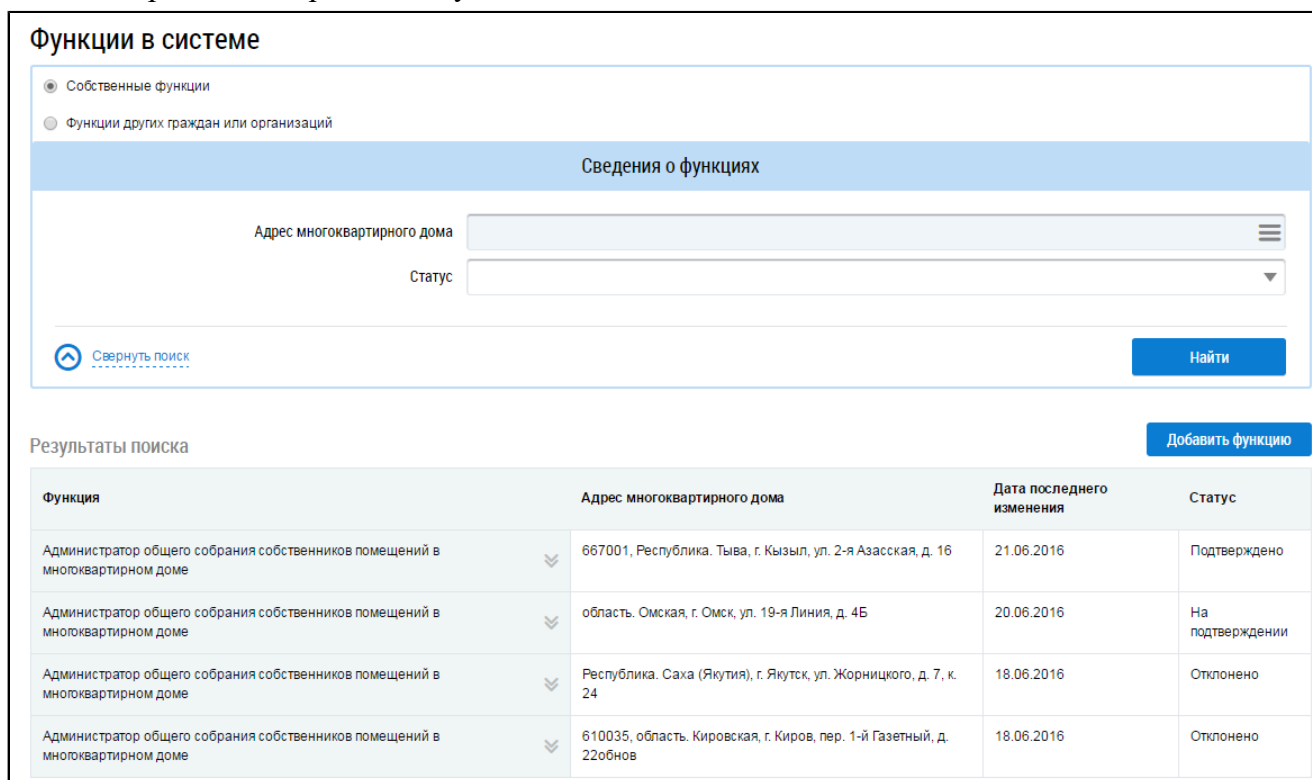 Функции в системе
Собственные функции
Функции других граждан или организаций
Сведения о функциях
Адрес многоквартирного дома
Статус
Свернуть поиск
Найти
Результаты поиска
Добавить функцию
Функция
Адрес многоквартирного дома
Дата последнего
изменения
Статус
Администратор общего собрания собственников помещений в
многоквартирном доме
667001, Республика. Тыва, г. Кызыл, ул. 2-я Азасская, д. 16
21.06.2016
Подтверждено
Администратор общего собрания собственников помещений в
многоквартирном доме
область. Омская, г. Омск, ул. 19-я Линия, д. 4Б
20.06.2016
На
подтверждении
Администратор общего собрания собственников помещений в
многоквартирном доме
Республика. Саха (Якутия), г. Якутск, ул. Жорницкого, д. 7, к.
24
18.06.2016
Отклонено
Администратор общего собрания собственников помещений в
многоквартирном доме
610035, область. Кировская, г. Киров, пер. 1-й Газетный, д.
22обнов
18.06.2016
Отклонено